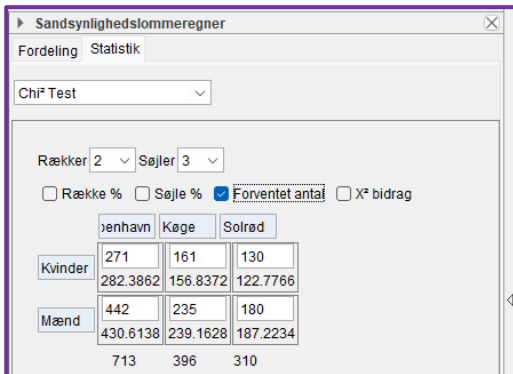 Sandsynlighedslommeregner
Fordeling Statistik
Chi² Test
Rækker 2 Søjler 3
Række % Søjle % Forventet antal X² bidrag
benhavn Køge Solrød
271 161 130
Kvinder
282.3862 156.8372 122.7766
442 235 180
Mænd
430.6138 239.1628 187.2234
713 396 310